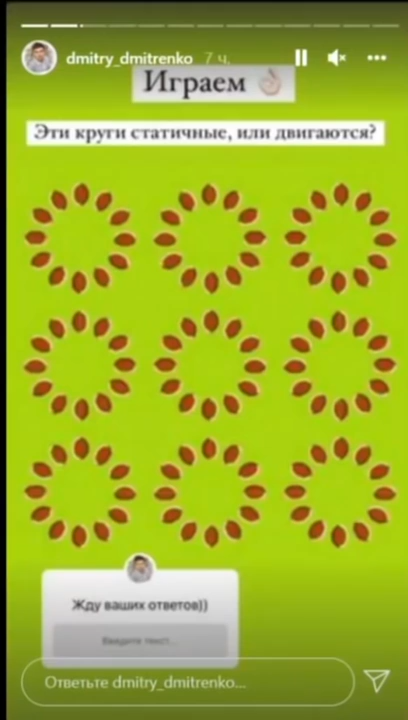 dmitry_dmitrenko 7 ч.
Играем 👌🏻
Эти круги статичные, или двигаются?
Жду ваших ответов))
Введите текст...
Ответьте dmitry_dmitrenko...